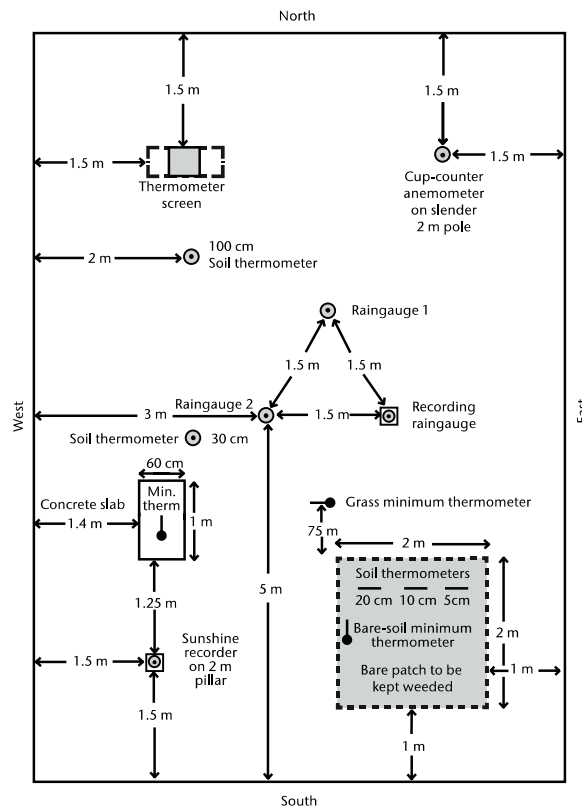 North
1.5 m
1.5 m
1.5 m
1.5 m
Thermometer
screen
Cup-counter
anemometer
on slender
2 m pole
100 cm
Soil thermometer
2 m
Raingauge 1
1.5 m
1.5 m
West
East
Raingauge 2
3 m
1.5 m
Recording
raingauge
Soil thermometer
30 cm
60 cm
Concrete slab
1.4 m
Min.
therm
1 m
Grass minimum thermometer
75 m
2 m
5 m
Soil thermometers
20 cm
10 cm
5cm
1.25 m
Bare-soil minimum
thermometer
2 m
Sunshine
recorder
on 2 m
pillar
1.5 m
Bare patch to be
kept weeded
1 m
1.5 m
1 m
South